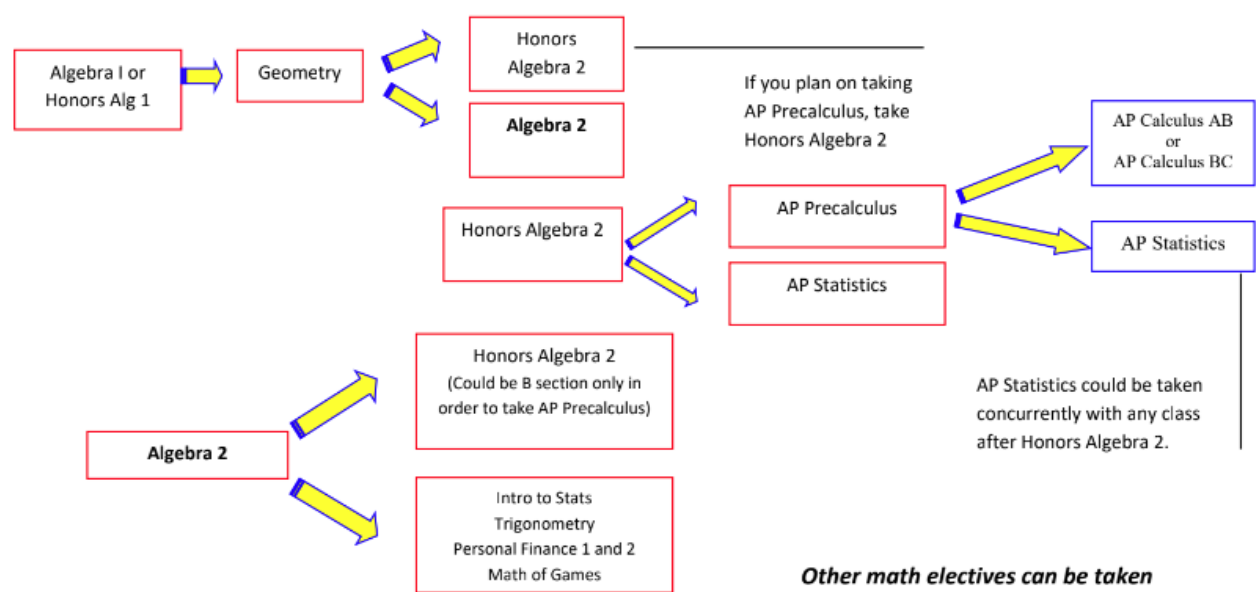 Algebra I or
Honors Alg 1
Geometry
Honors
Algebra 2
Algebra 2
If you plan on taking
AP Precalculus, take
Honors Algebra 2
AP Calculus AB
or
AP Calculus BC
Honors Algebra 2
AP Precalculus
AP Statistics
AP Statistics
Honors Algebra 2
(Could be B section only in
order to take AP Precalculus)
AP Statistics could be taken
concurrently with any class
after Honors Algebra 2.
Algebra 2
Intro to Stats
Trigonometry
Personal Finance 1 and 2
Math of Games
Other math electives can be taken